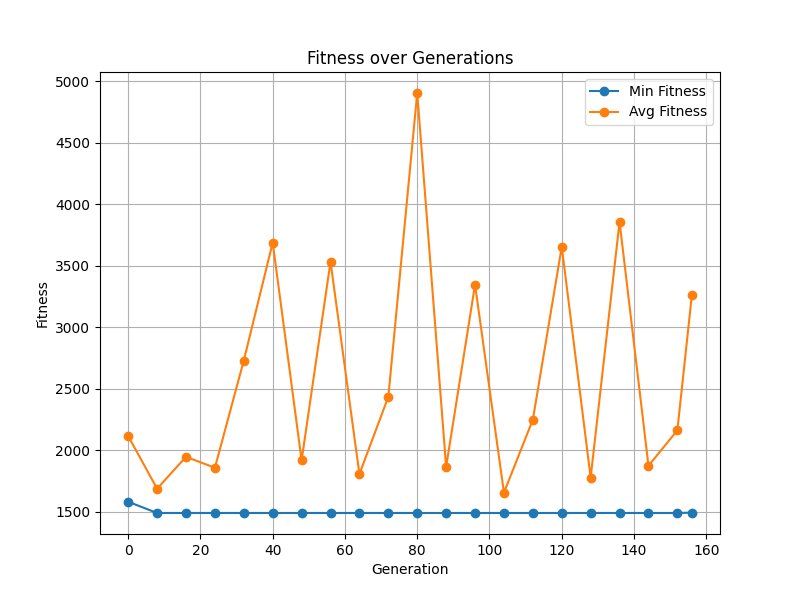 Fitness over Generations
5000
4500
4000
3500
3000
2500
2000
1500
Fitness
Min Fitness
Avg Fitness
0 20 40 60 80 100 120 140 160
Generation